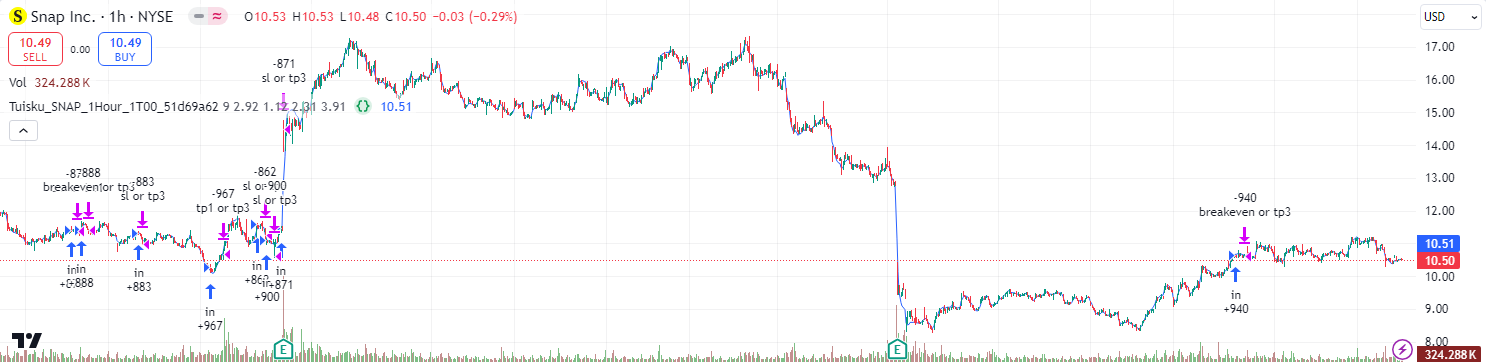 S Snap Inc. · 1h · NYSE O10.53 H10.53 L10.48 C10.50 −0.03 (−0.29%)
USD
10.49 SELL
0.00
10.49 BUY
Vol 324.288 K
Tuisku_SNAP_1Hour_1T00_51d69a62 9 2.92 1.12 2.31 3.91 {} 10.51
-871
sl or tp3
-888
breakeven or tp3
-883
sl or tp3
-967
tp1 or tp3
-862
sl or
-900
sl or tp3
-940
breakeven or tp3
in
in
+888
in
+883
in
+967
in
in
+871
+900
in
+940
17.00
16.00
15.00
14.00
13.00
12.00
10.51
10.50
10.00
9.00
8.00
324.288 K
E
E